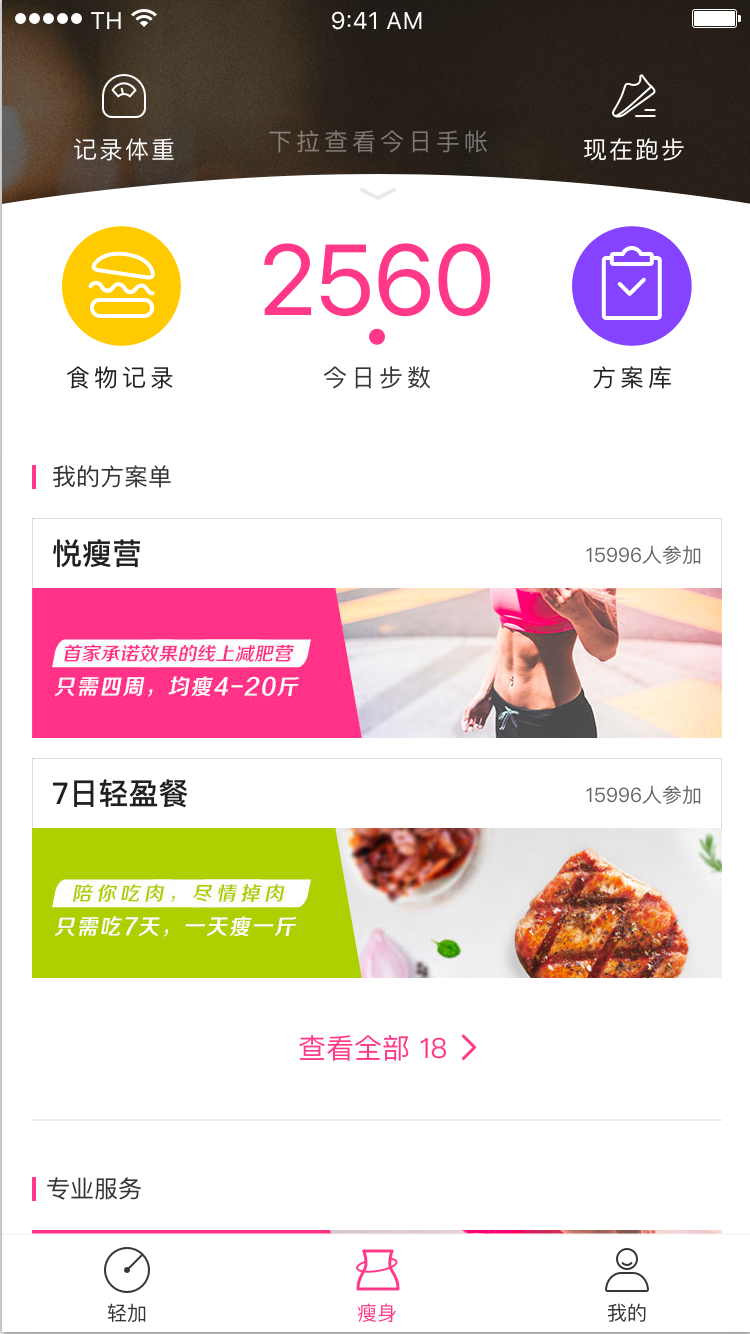 TH
9:41 AM
记录体重
下拉查看今日手帐
现在跑步
2560
食物记录
今日步数
方案库
我的方案单
悦瘦营
15996人参加
首家承诺效果的线上减肥营
只需四周，均瘦4-20斤
7日轻盈餐
15996人参加
陪你吃肉，尽情掉肉
只需吃7天，一天瘦一斤
查看全部 18
专业服务
轻加
瘦身
我的